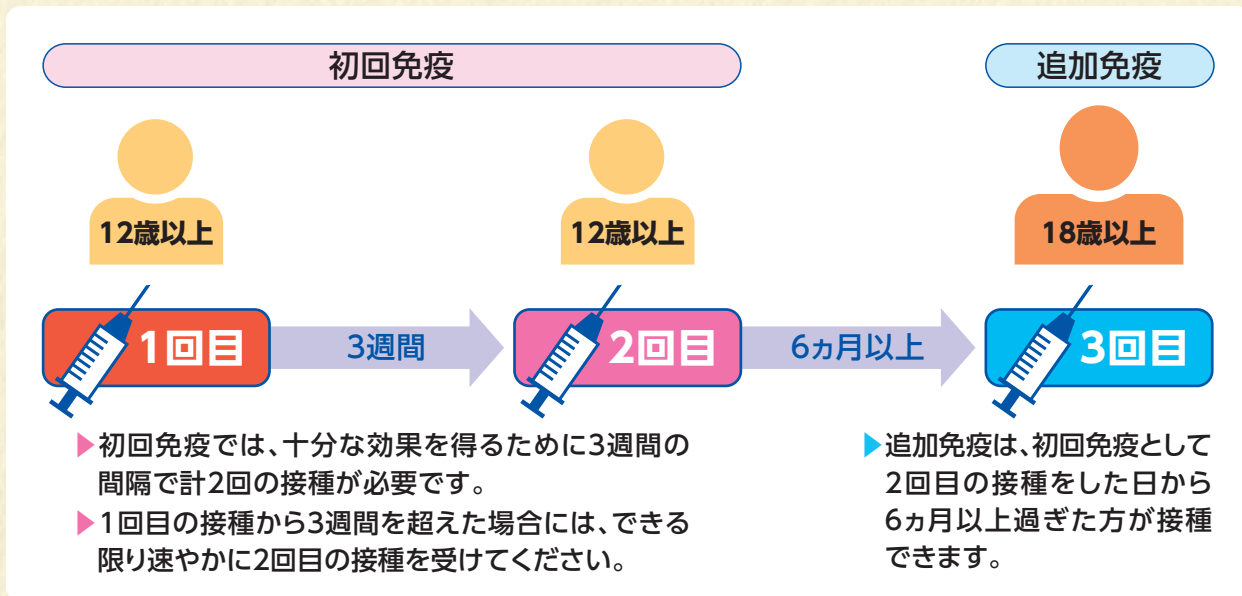 初回免疫
追加免疫
12歳以上
12歳以上
18歳以上
1回目
3週間
2回目
6ヵ月以上
3回目
▶初回免疫では、十分な効果を得るために3週間の
間隔で計2回の接種が必要です。
▶1回目の接種から3週間を超えた場合には、できる
限り速やかに2回目の接種を受けてください。
▶追加免疫は、初回免疫として
2回目の接種をした日から
6ヵ月以上過ぎた方が接種
できます。